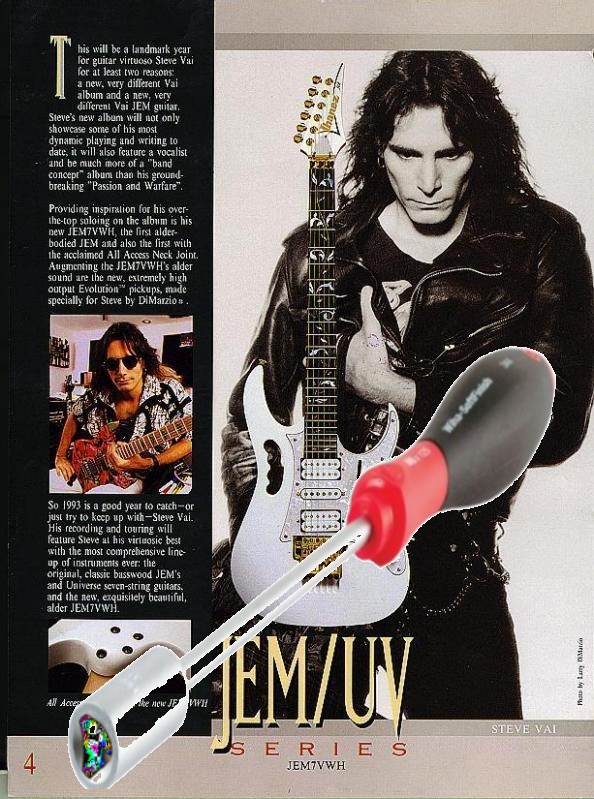 This will be a landmark year
for guitar virtuoso Steve Vai
for at least two reasons:
a new, very different Vai
album and a new, very
different Vai JEM guitar.
Steve's new album will not only
showcase some of his most
dynamic playing and writing to
date, it will also feature a vocalist
and be much more of a "band
concept" album than his ground-
breaking "Passion and Warfare".
Providing inspiration for his over-
the-top soloing on the album is his
new JEM7VWH, the first alder-
bodied JEM and also the first with
the acclaimed All Access Neck Joint.
Augmenting the JEM7VWH's alder
sound are the new, extremely high
output Evolution™ pickups, made
specially for Steve by DiMarzio®.
So 1993 is a good year to catch—or
just try to keep up with—Steve Vai.
His recording and touring will
feature Steve at his virtuosic best
with the most comprehensive line-
up of instruments ever: the
original, classic basswood JEM's
and Universe seven-string guitars,
and the new, exquisitely beautiful,
alder JEM7VWH.
All the new
Ibanez
Wiha
JEM/UV
SERIES
JEM7VWH
STEVE VAI
Photo by Larry DiMarzio
4